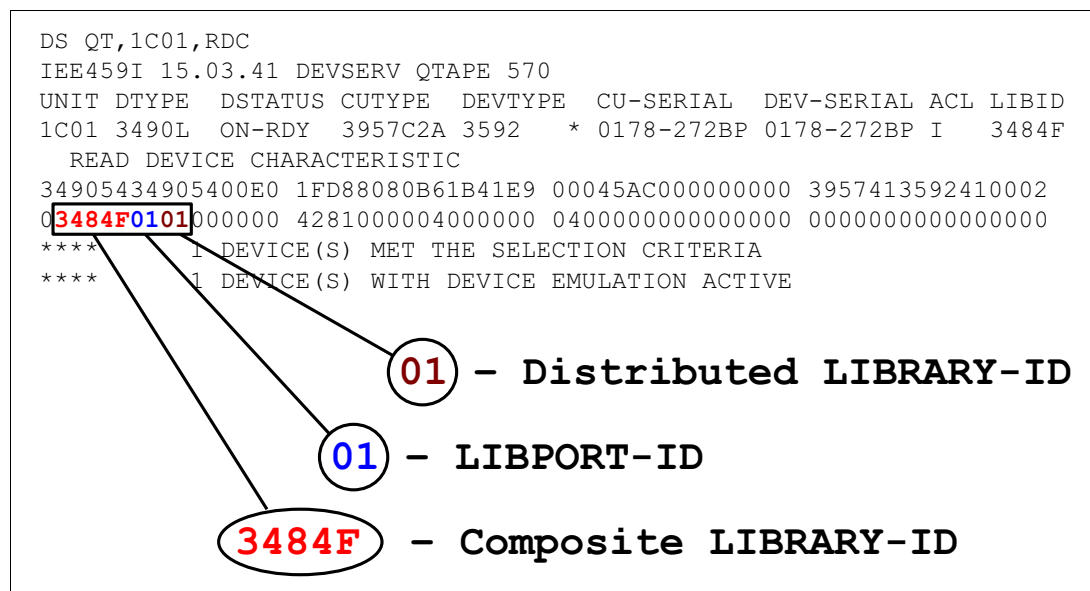 DS QT,1C01,RDC
IEE459I 15.03.41 DEVSERV QTAPE 570
UNIT DTYPE  DSTATUS CUTYPE  DEVTYPE  CU-SERIAL  DEV-SERIAL ACL LIBID
1C01 3490L  ON-RDY  3957C2A 3592   * 0178-272BP 0178-272BP I   3484F
  READ DEVICE CHARACTERISTIC
34905434905400E0 1FD88080B61B41E9 00045AC000000000 3957413592410002
03484F0101000000 4281000004000000 0400000000000000 0000000000000000
****     1 DEVICE(S) MET THE SELECTION CRITERIA
****     1 DEVICE(S) WITH DEVICE EMULATION ACTIVE
01 – Distributed LIBRARY-ID
01 – LIBPORT-ID
3484F – Composite LIBRARY-ID